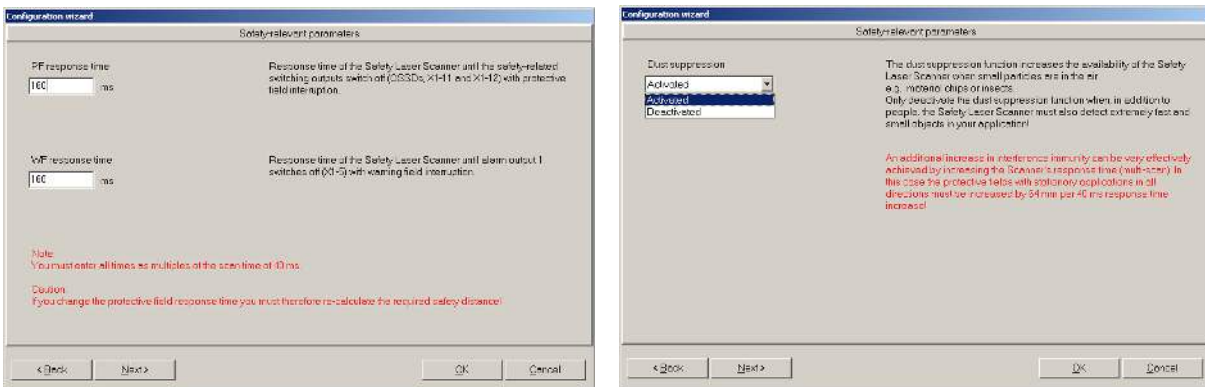 Configuration wizard
Safety-relevant parameters
PF response time
160 ms
Response time of the Safety Laser Scanner until the safety-related
switching outputs switch off (OSSDs, X1-11 and X1-12) with protective
field interruption.
WF response time
160 ms
Response time of the Safety Laser Scanner until alarm output 1
switches off (X1-5) with warning field interruption.
Note
You must enter all times as multiples of the scan time of 40 ms.
Caution
If you change the protective field response time you must therefore re-calculate the required safety distance!
< Back Next > OK Cancel
Configuration wizard
Safety-relevant parameters
Dust suppression
Activated
Activated
Deactivated
The dust suppression function increases the availability of the Safety
Laser Scanner when small particles are in the air
e.g. material chips or insects.
Only deactivate the dust suppression function when, in addition to
people, the Safety Laser Scanner must also detect extremely fast and
small objects in your application!
An additional increase in interference immunity can be very effectively
achieved by increasing the Scanner's response time (multi-scan). In
this case the protective fields with stationary applications in all
directions must be increased by 64 mm per 40 ms response time
increase!
< Back Next > OK Cancel